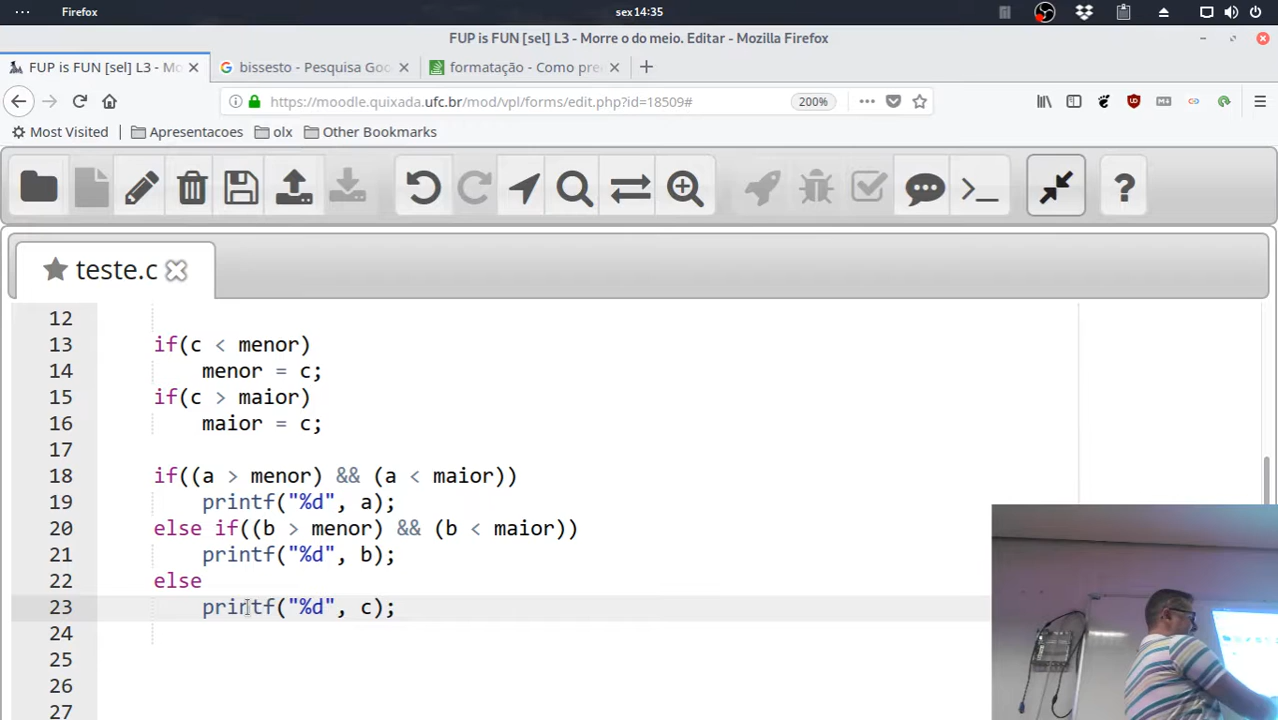 Firefox
sex 14:35
FUP is FUN [sel] L3 - Morre o do meio. Editar - Mozilla Firefox
FUP is FUN [sel] L3 - Mo
bissesto - Pesquisa Goo
formatação - Como pre
https://moodle.quixada.ufc.br/mod/vpl/forms/edit.php?id=18509#
200%
Most Visited
Apresentacoes
olx
Other Bookmarks
teste.c
12
13 if(c < menor)
14 menor = c;
15 if(c > maior)
16 maior = c;
17
18 if((a > menor) && (a < maior))
19 printf("%d", a);
20 else if((b > menor) && (b < maior))
21 printf("%d", b);
22 else
23 printf("%d", c);
24
25
26
27